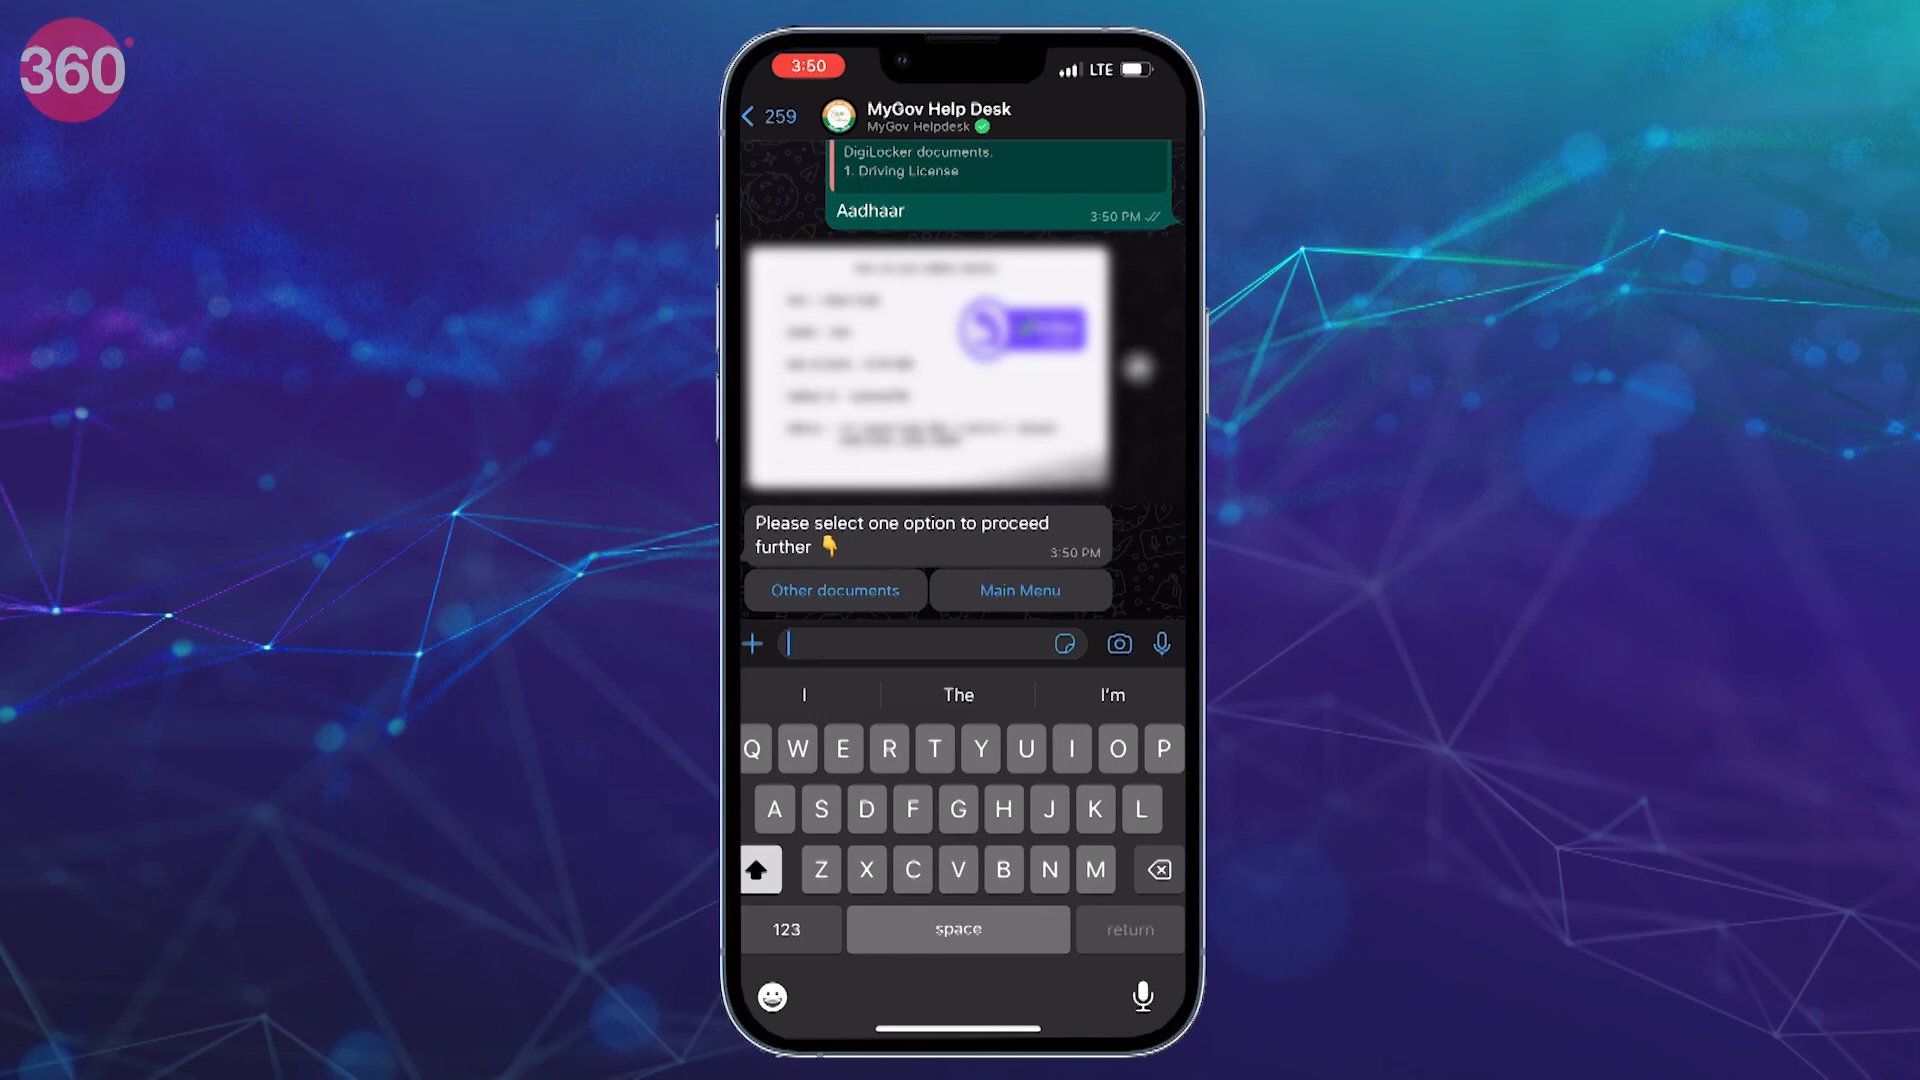 360
3:50
LTE
259
MyGov Help Desk
MyGov Helpdesk
DigiLocker documents.
1. Driving License
Aadhaar
3:50 PM
Please select one option to proceed
further 👇
3:50 PM
Other documents
Main Menu
I
The
I'm
Q W E R T Y U I O P
A S D F G H J K L
Z X C V B N M
123
space
return